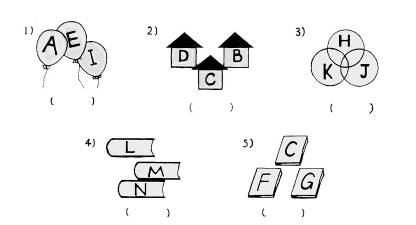 1) A E I
( )
2) D B
C
( )
3) H
K J
( )
4) L
M
N
( )
5) C
F G
( )